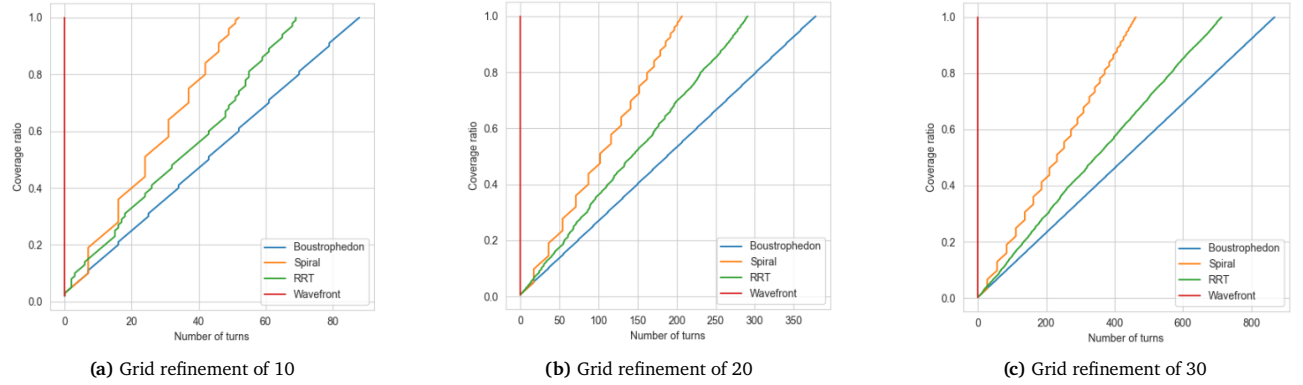 1.0
0.8
0.6
0.4
0.2
0.0
Coverage ratio
0 20 40 60 80
Number of turns
Boustrophedon
Spiral
RRT
Wavefront
(a) Grid refinement of 10
1.0
0.8
0.6
0.4
0.2
0.0
Coverage ratio
0 50 100 150 200 250 300 350
Number of turns
Boustrophedon
Spiral
RRT
Wavefront
(b) Grid refinement of 20
1.0
0.8
0.6
0.4
0.2
0.0
Coverage ratio
0 200 400 600 800
Number of turns
Boustrophedon
Spiral
RRT
Wavefront
(c) Grid refinement of 30